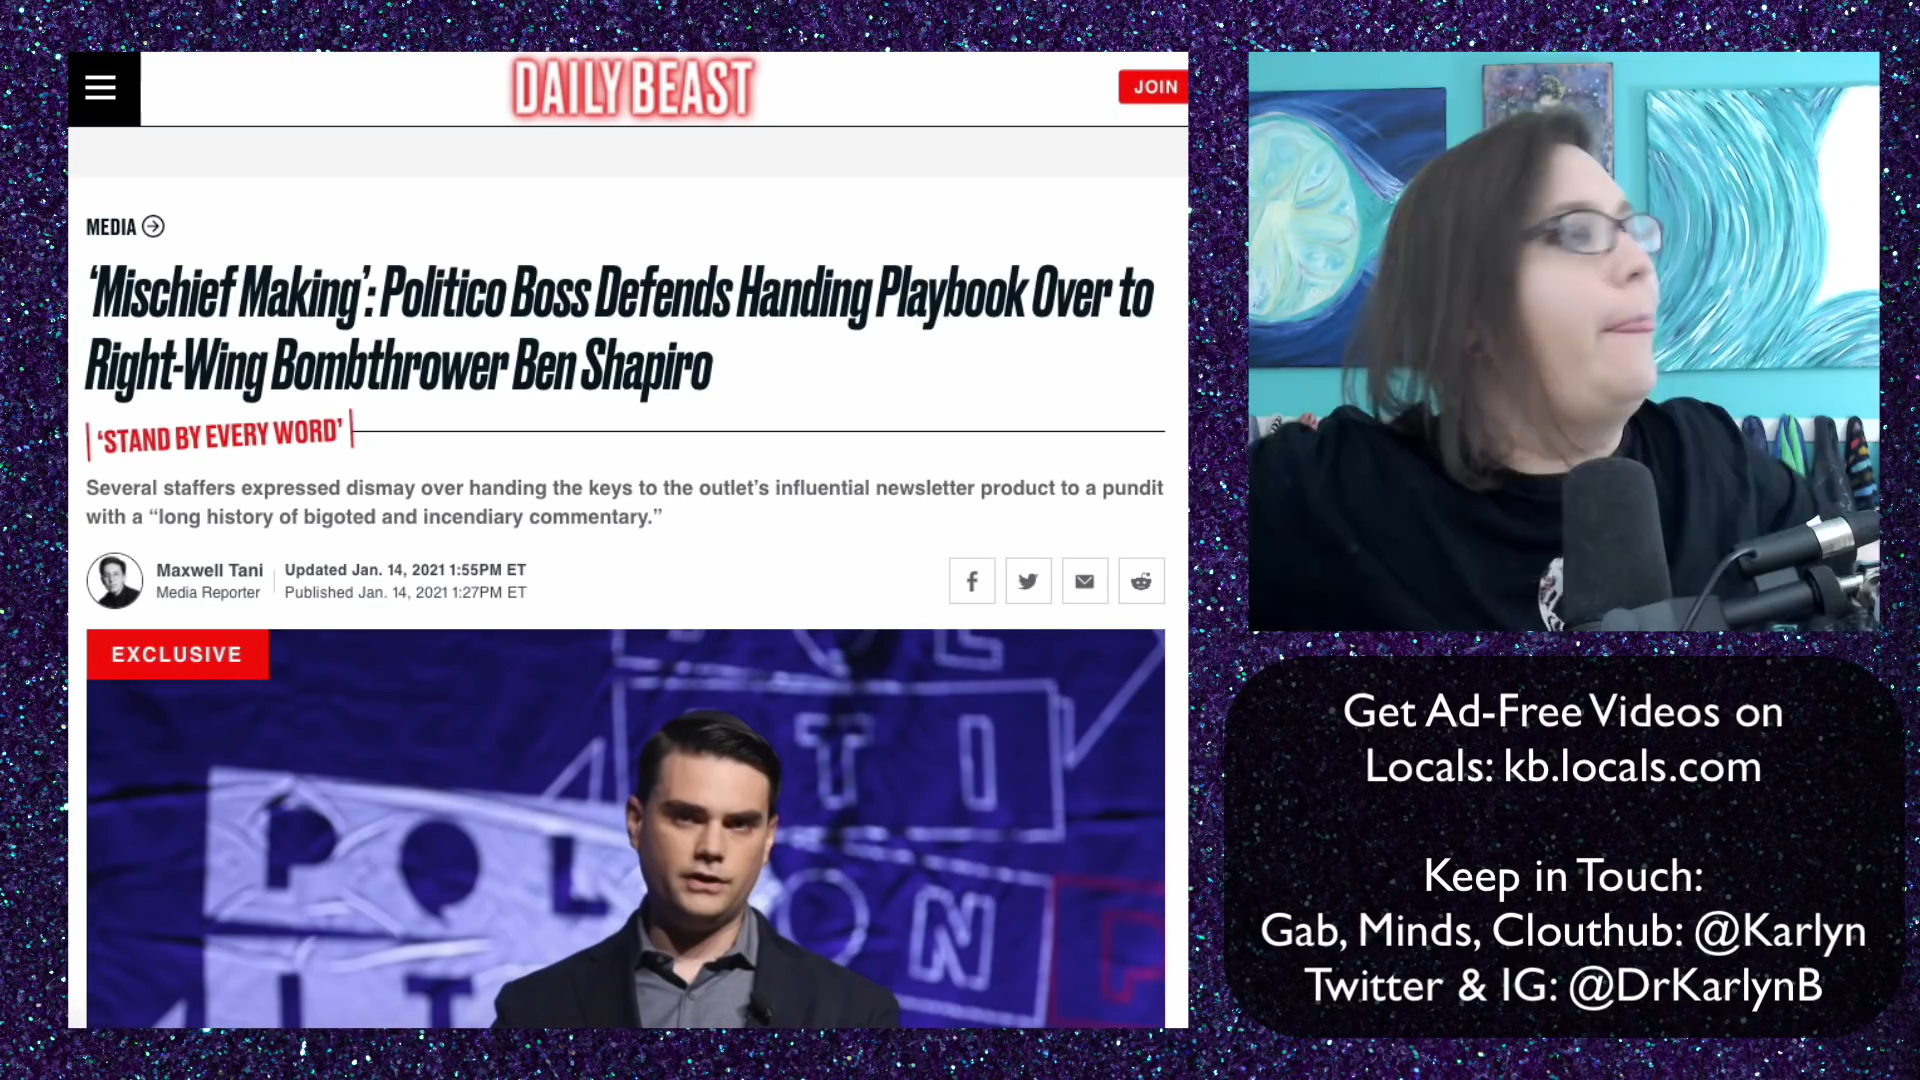 DAILY BEAST
JOIN
MEDIA
‘Mischief Making’: Politico Boss Defends Handing Playbook Over to
Right-Wing Bombthrower Ben Shapiro
‘STAND BY EVERY WORD’
Several staffers expressed dismay over handing the keys to the outlet’s influential newsletter product to a pundit
with a “long history of bigoted and incendiary commentary.”
Maxwell Tani
Media Reporter
Updated Jan. 14, 2021 1:55PM ET
Published Jan. 14, 2021 1:27PM ET
EXCLUSIVE
POL
IT
TI
ON
Get Ad-Free Videos on
Locals: kb.locals.com
Keep in Touch:
Gab, Minds, Clouthub: @Karlyn
Twitter & IG: @DrKarlynB